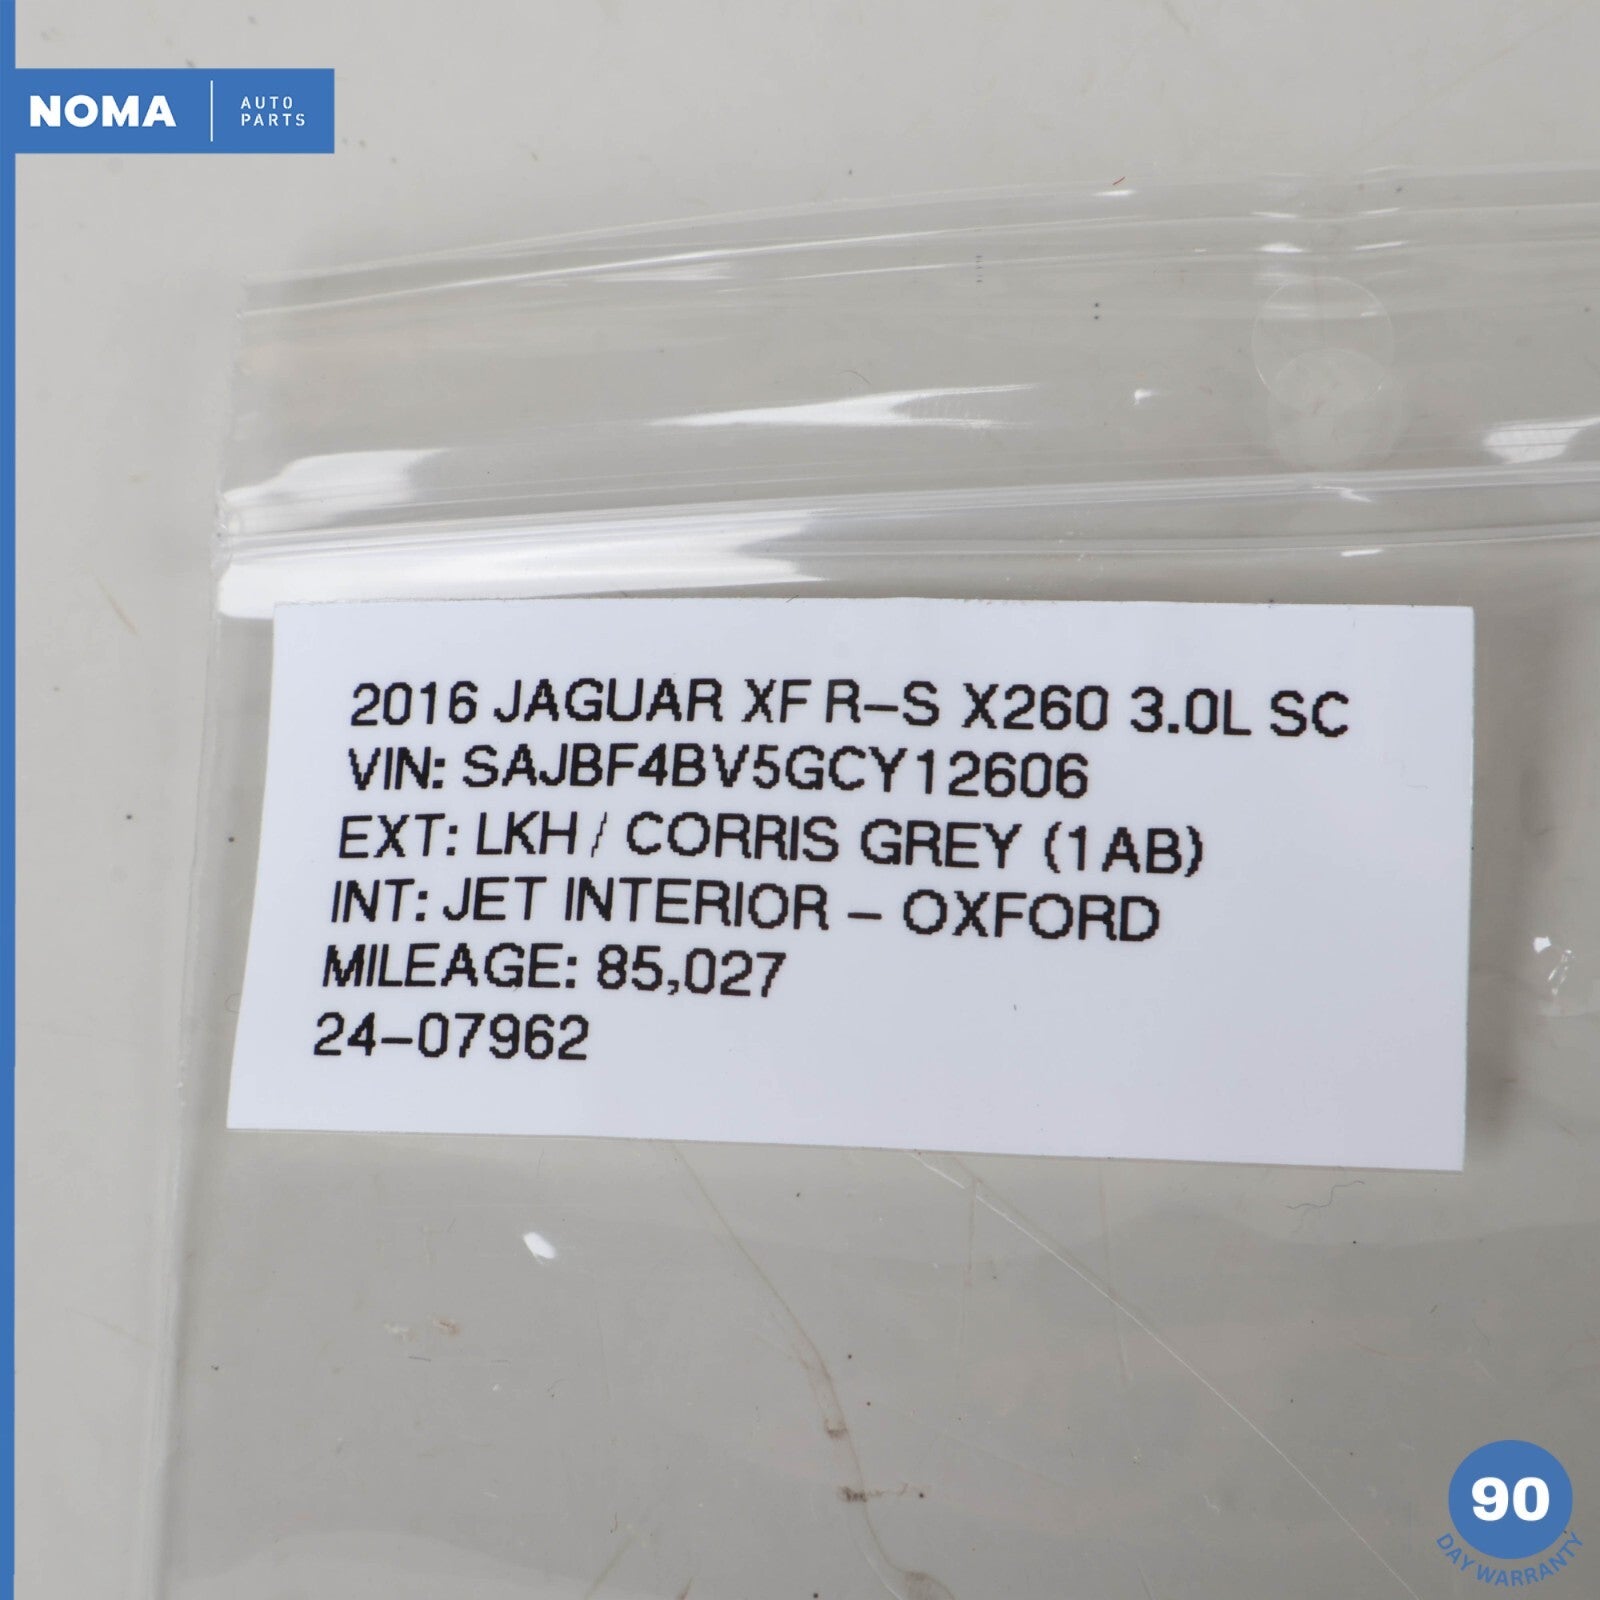 NOMA
AUTO
PARTS
2016 JAGUAR XF R-S X260 3.0L SC
VIN: SAJBF4BV5GCY12606
EXT: LKH / CORRIS GREY (1AB)
INT: JET INTERIOR - OXFORD
MILEAGE: 85,027
24-07962
90
DAY WARRANTY